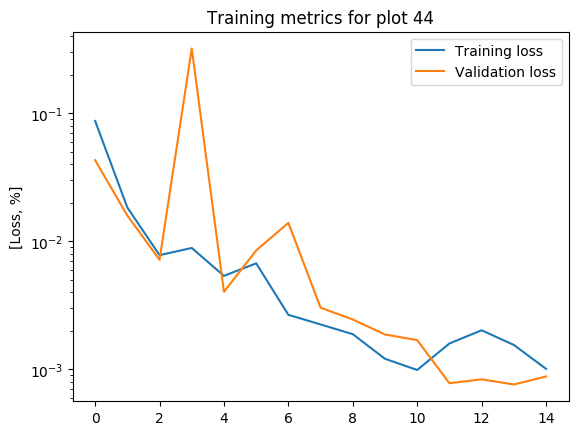 Training metrics for plot 44
Training loss
Validation loss
[Loss, %]
10⁻¹
10⁻²
10⁻³
0 2 4 6 8 10 12 14